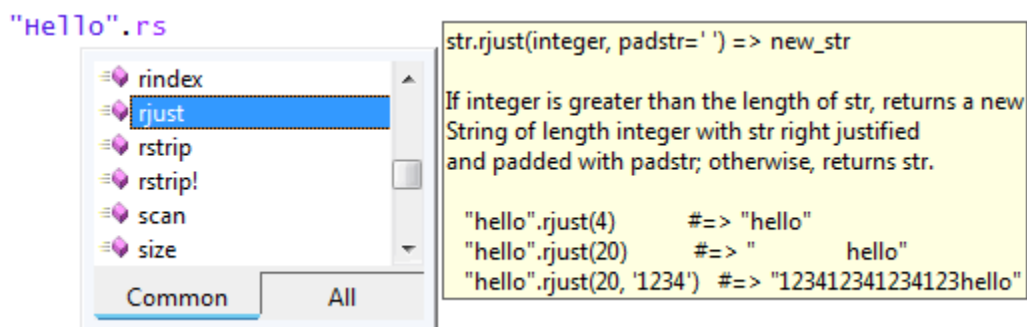 "Hello".rs
rindex
rjust
rstrip
rstrip!
scan
size
Common All
str.rjust(integer, padstr=' ') => new_str
If integer is greater than the length of str, returns a new
String of length integer with str right justified
and padded with padstr; otherwise, returns str.
"hello".rjust(4) #=> "hello"
"hello".rjust(20) #=> "               hello"
"hello".rjust(20, '1234') #=> "123412341234123hello"